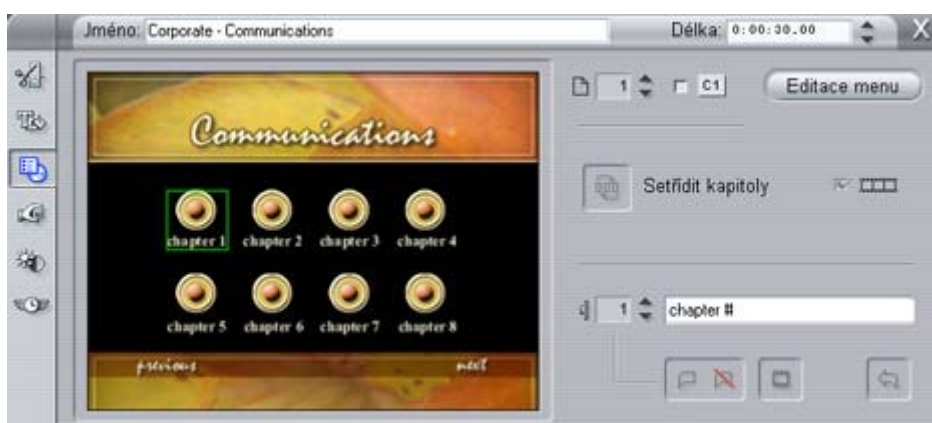 Jméno: Corporate - Communications Délka: 0:00:30.00 X
1 C1 Editace menu
Communications
Setřídit kapitoly
chapter 1 chapter 2 chapter 3 chapter 4
chapter 5 chapter 6 chapter 7 chapter 8
1 chapter #
previous next